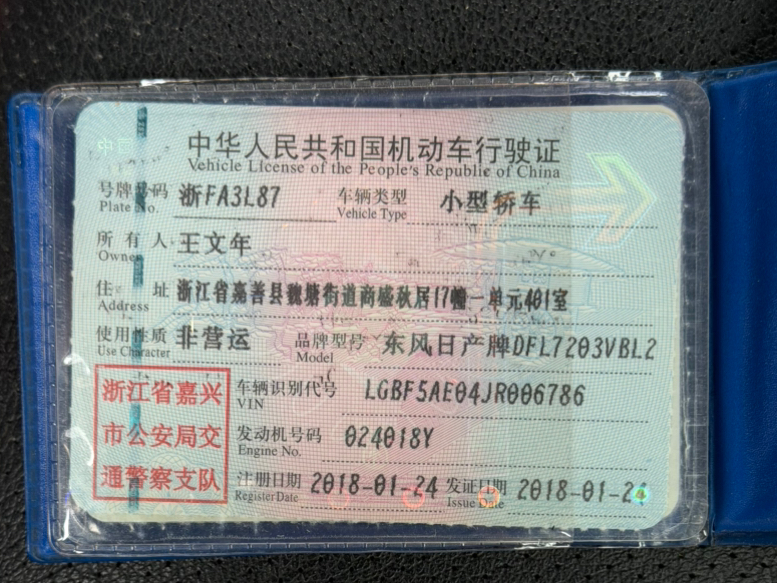 中华人民共和国机动车行驶证
Vehicle License of the People's Republic of China
号牌号码 浙FA3L87 车辆类型 小型轿车
Plate No. Vehicle Type
所有人 王文年
Owner
住址 浙江省嘉善县魏塘街道商盛秋居17幢一单元401室
Address
使用性质 非营运 品牌型号 东风日产牌DFL7203VBL2
Use Character Model
浙江省嘉兴
市公安局交
通警察支队
车辆识别代号 LGBF5AE04JR006786
VIN
发动机号码 024018Y
Engine No.
注册日期 2018-01-24 发证日期 2018-01-24
Register Date Issue Date